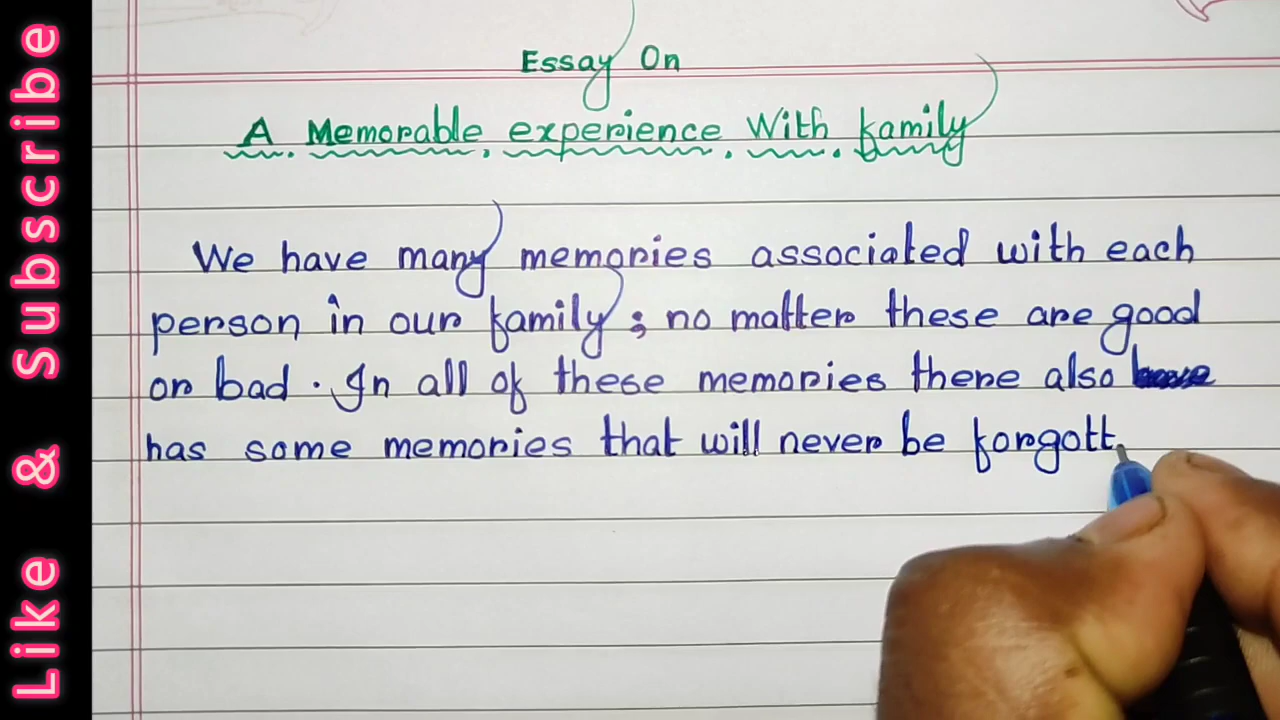 Like & Subscribe
Essay On
A Memorable experience With family
We have many memories associated with each
person in our family; no matter these are good
or bad. In all of these memories there also
has some memories that will never be forgott